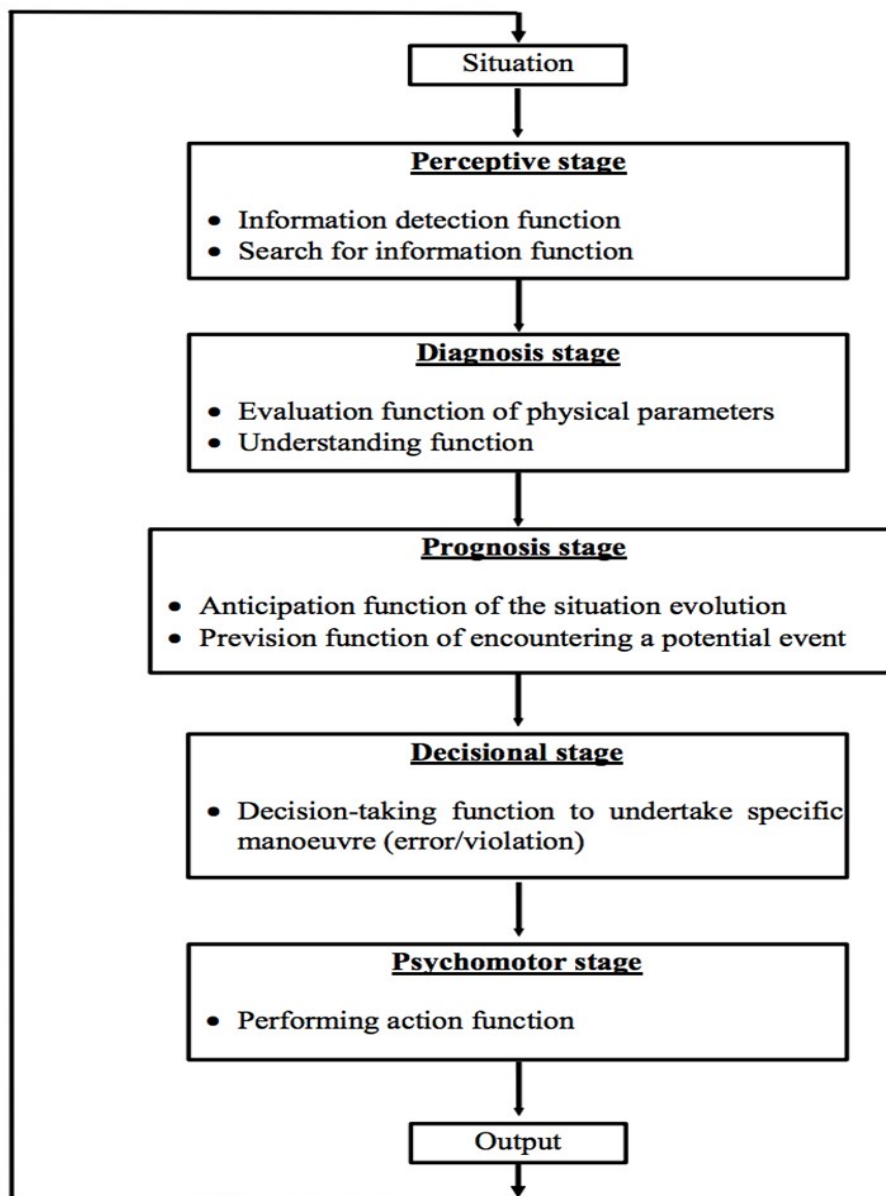 Situation
Perceptive stage
• Information detection function
• Search for information function
Diagnosis stage
• Evaluation function of physical parameters
• Understanding function
Prognosis stage
• Anticipation function of the situation evolution
• Prevision function of encountering a potential event
Decisional stage
• Decision-taking function to undertake specific
manoeuvre (error/violation)
Psychomotor stage
• Performing action function
Output